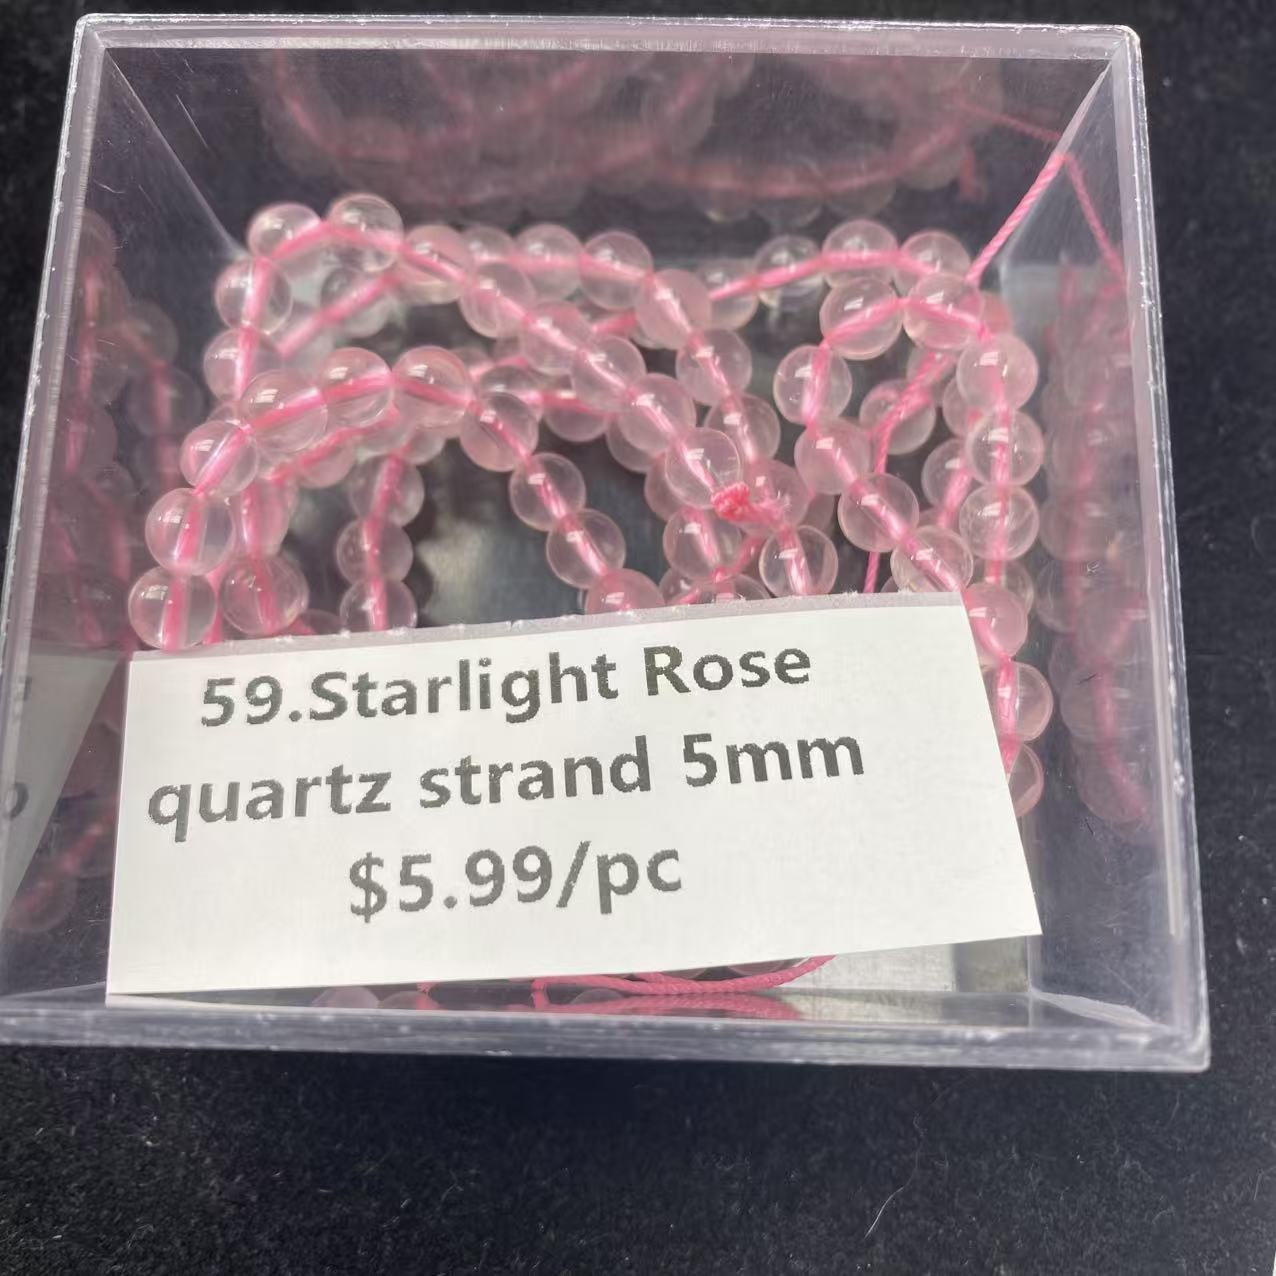 59.Starlight Rose
quartz strand 5mm
$5.99/pc